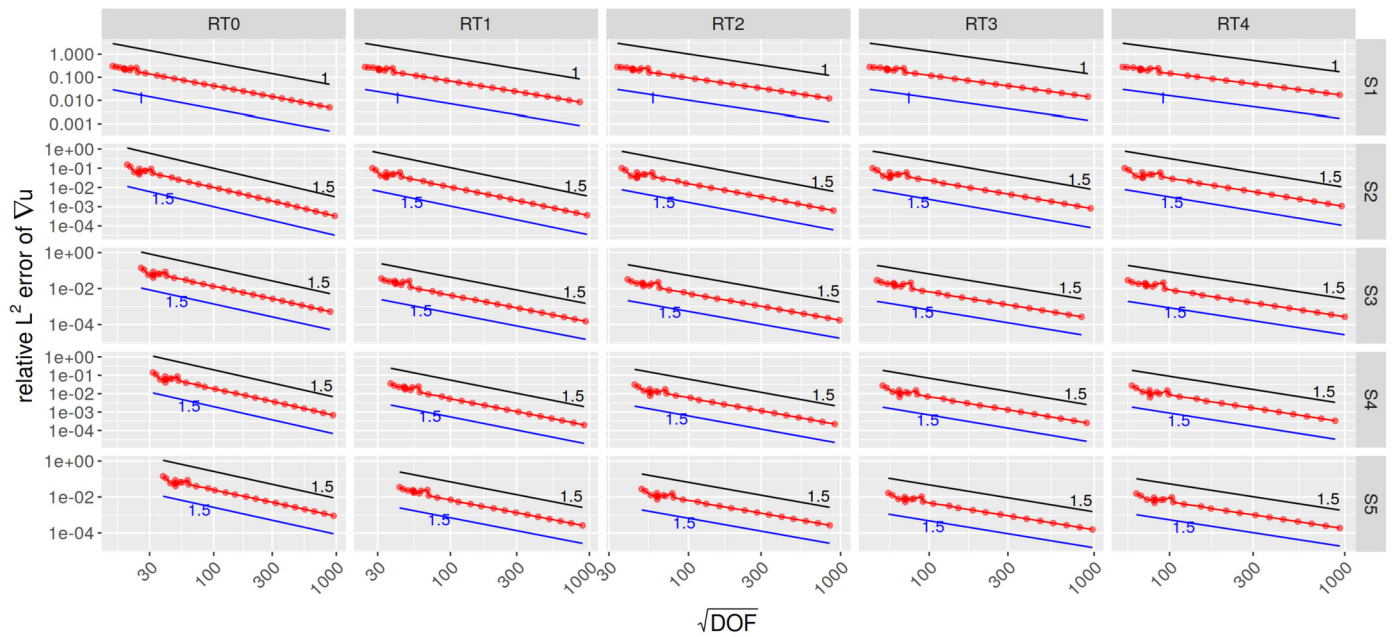 RT0 RT1 RT2 RT3 RT4
relative L² error of ∇u
1.000
0.100
0.010
0.001
1 1 1 1 1
1 1 1 1 1
S1
1e+00
1e-01
1e-02
1e-03
1e-04
1.5 1.5 1.5 1.5 1.5
1.5 1.5 1.5 1.5 1.5
S2
1e+00
1e-02
1e-04
1.5 1.5 1.5 1.5 1.5
1.5 1.5 1.5 1.5 1.5
S3
1e+00
1e-01
1e-02
1e-03
1e-04
1.5 1.5 1.5 1.5 1.5
1.5 1.5 1.5 1.5 1.5
S4
1e+00
1e-02
1e-04
1.5 1.5 1.5 1.5 1.5
1.5 1.5 1.5 1.5 1.5
S5
30 100 300 1000 30 100 300 1000 30 100 300 1000 100 300 1000 100 300 1000
√DOF